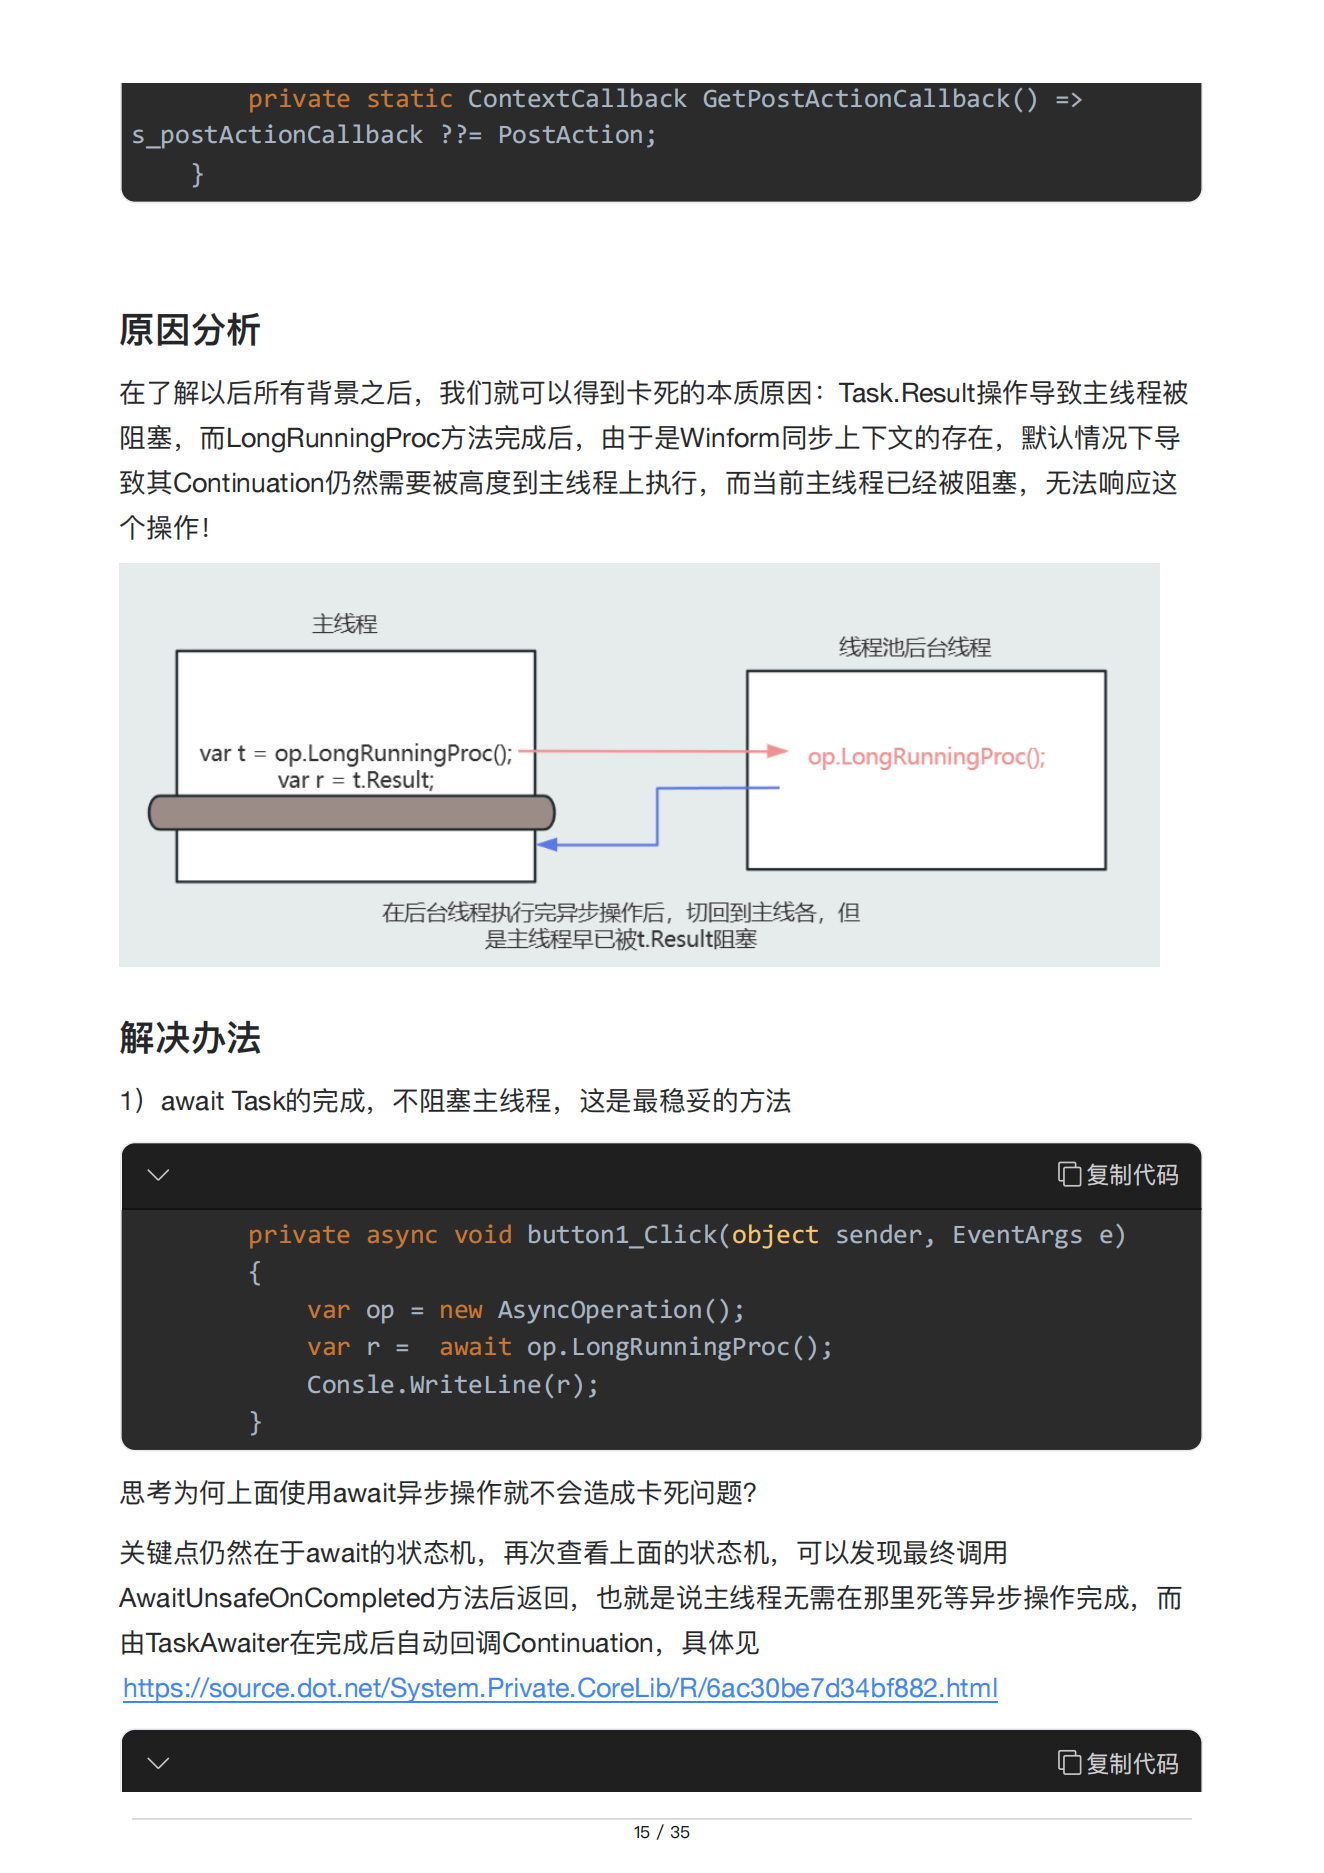 private static ContextCallback GetPostActionCallback() =>
s_postActionCallback ??= PostAction;
}
原因分析
在了解以后所有背景之后，我们就可以得到卡死的本质原因：Task.Result操作导致主线程被
阻塞，而LongRunningProc方法完成后，由于是Winform同步上下文的存在，默认情况下导
致其Continuation仍然需要被高度到主线程上执行，而当前主线程已经被阻塞，无法响应这
个操作！
主线程
线程池后台线程
var t = op.LongRunningProc();
var r = t.Result;
op.LongRunningProc();
在后台线程执行完异步操作后，切回到主线各，但
是主线程早已被t.Result阻塞
解决办法
1）await Task的完成，不阻塞主线程，这是最稳妥的方法
复制代码
private async void button1_Click(object sender, EventArgs e)
{
var op = new AsyncOperation();
var r =  await op.LongRunningProc();
Consle.WriteLine(r);
}
思考为何上面使用await异步操作就不会造成卡死问题？
关键点仍然在于await的状态机，再次查看上面的状态机，可以发现最终调用
AwaitUnsafeOnCompleted方法后返回，也就是说主线程无需在那里死等异步操作完成，而
由TaskAwaiter在完成后自动回调Continuation，具体见
https://source.dot.net/System.Private.CoreLib/R/6ac30be7d34bf882.html
复制代码
15 / 35